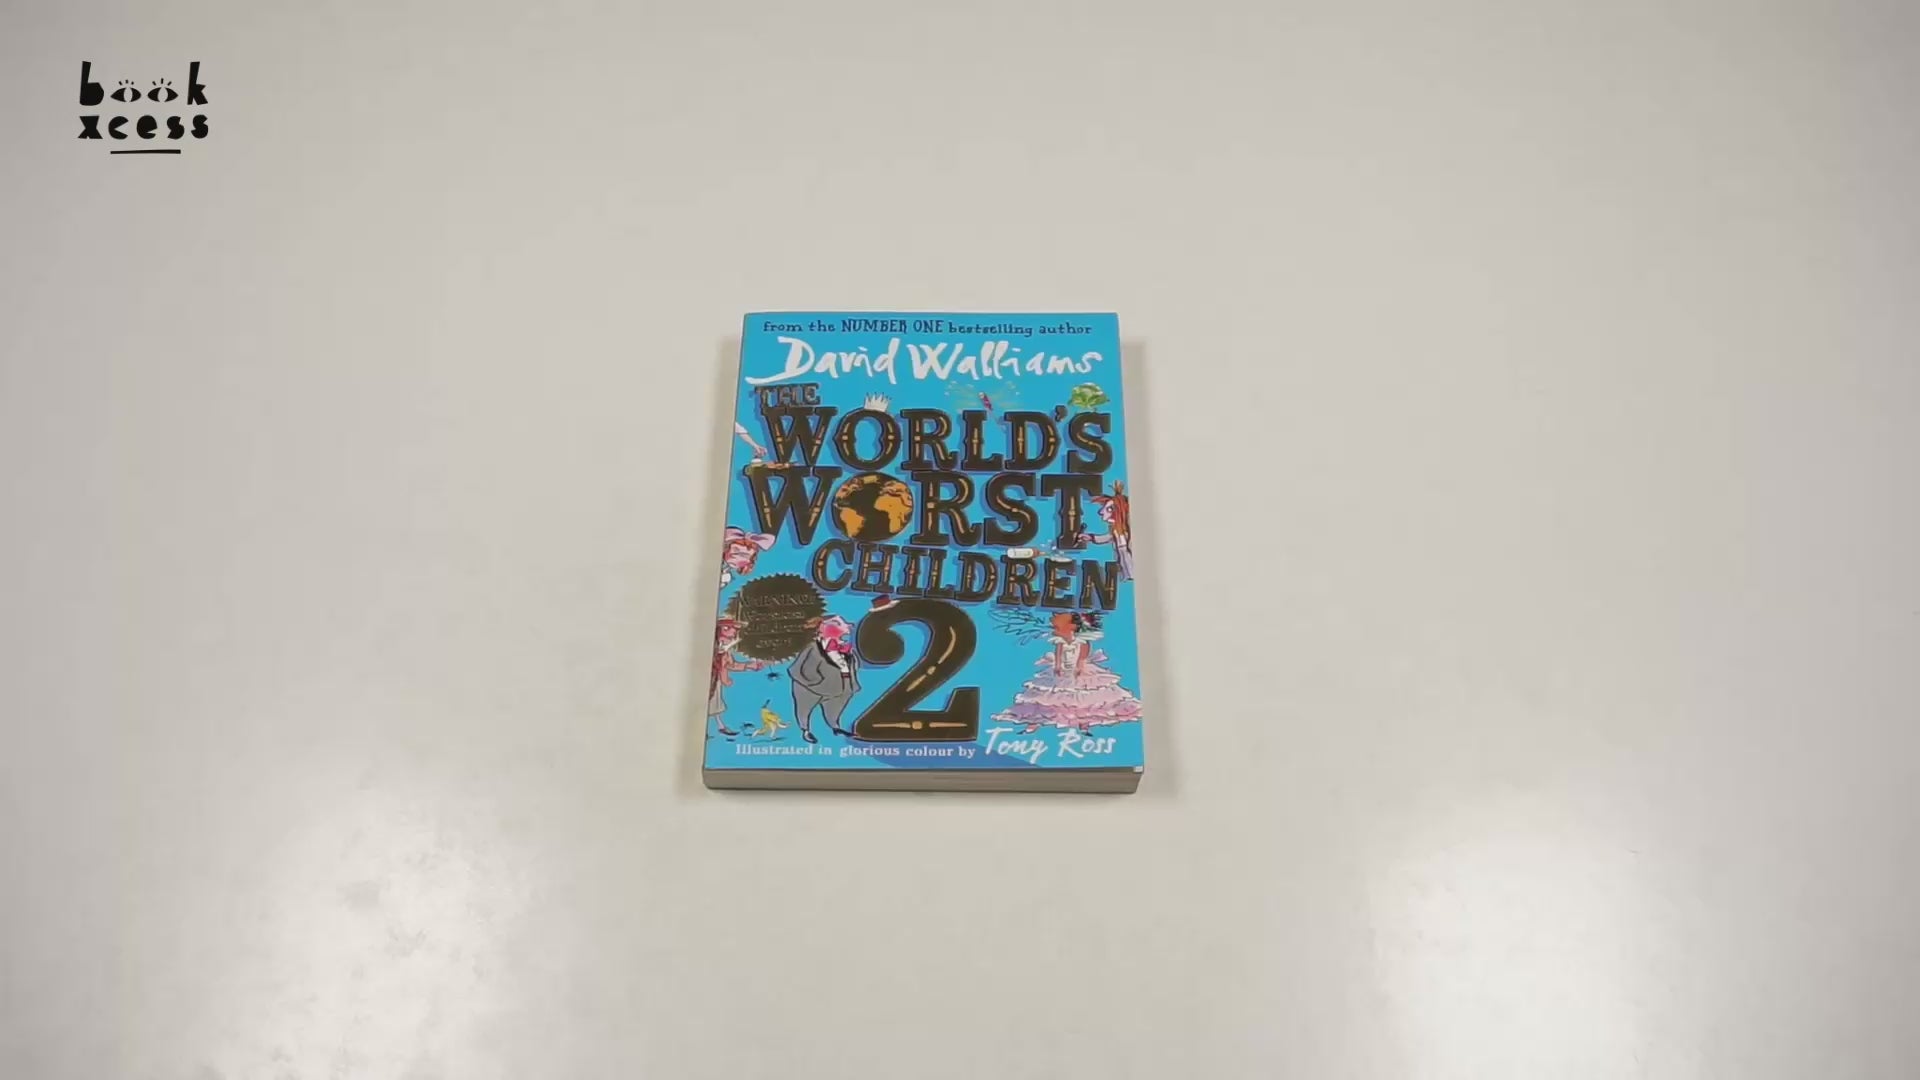 book
xcess
from the NUMBER ONE bestselling author
David Walliams
THE
WORLD'S
WORST
CHILDREN
2
WARNING!
Illustrated in glorious colour by Tony Ross